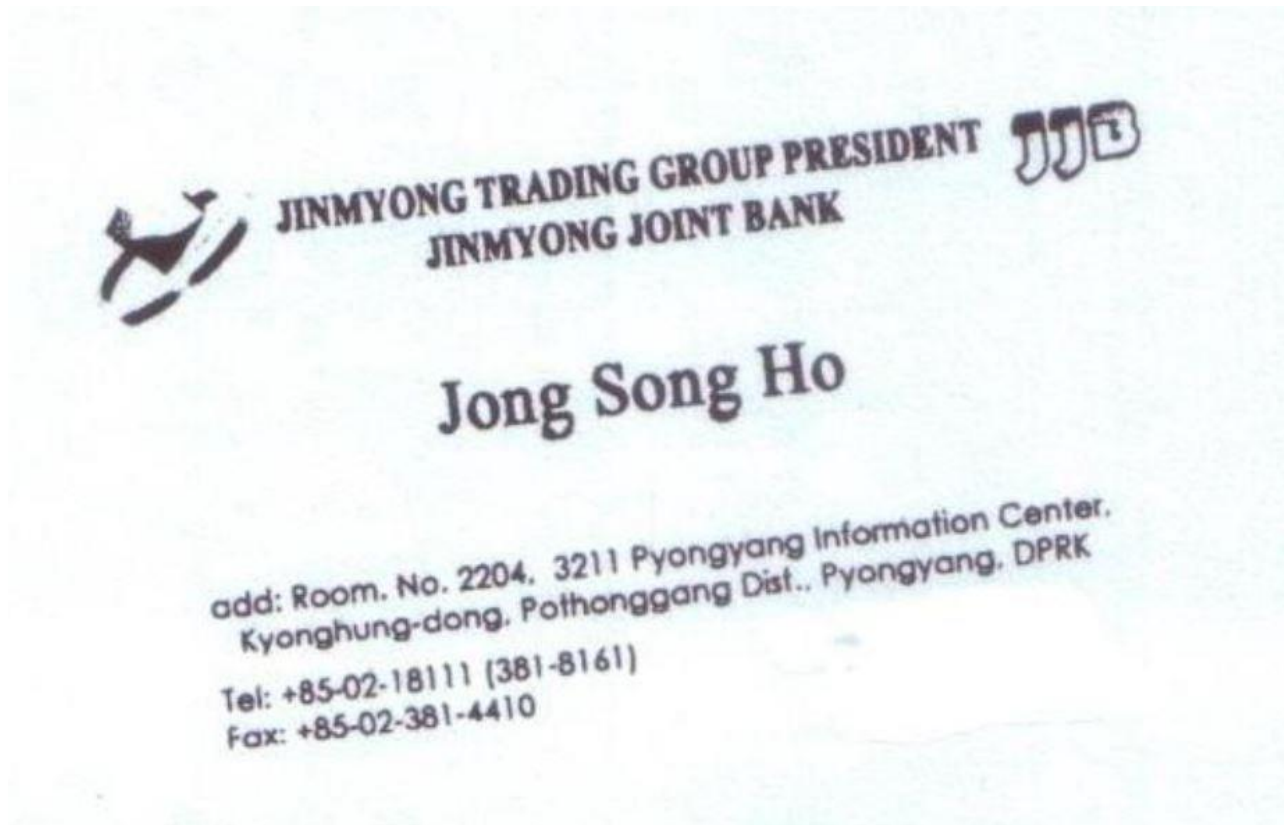 JINMYONG TRADING GROUP PRESIDENT JJB
JINMYONG JOINT BANK
Jong Song Ho
add: Room. No. 2204, 3211 Pyongyang Information Center,
Kyonghung-dong, Pothonggang Dist., Pyongyang, DPRK
Tel: +85-02-18111 (381-8161)
Fax: +85-02-381-4410